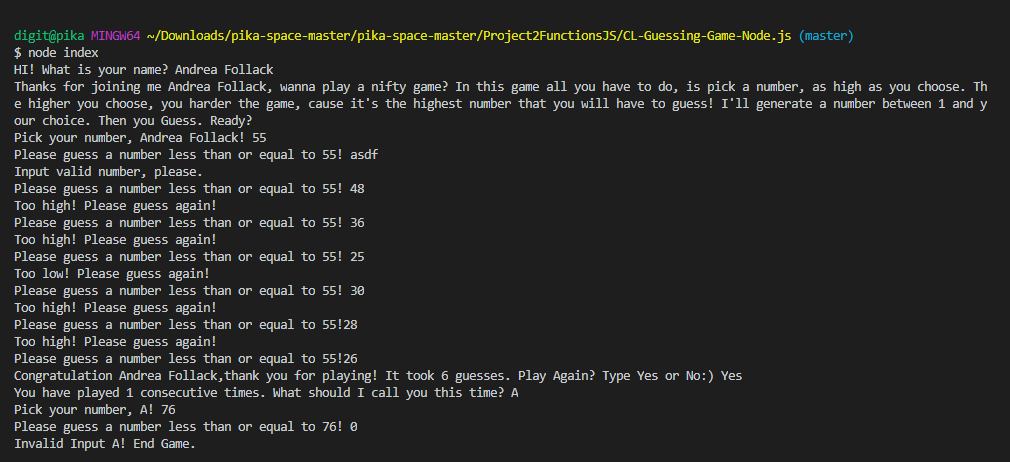 digit@pika MINGW64 ~/Downloads/pika-space-master/pika-space-master/Project2FunctionsJS/CL-Guessing-Game-Node.js (master)
$ node index
HI! What is your name? Andrea Follack
Thanks for joining me Andrea Follack, wanna play a nifty game? In this game all you have to do, is pick a number, as high as you choose. Th
e higher you choose, you harder the game, cause it's the highest number that you will have to guess! I'll generate a number between 1 and y
our choice. Then you Guess. Ready?
Pick your number, Andrea Follack! 55
Please guess a number less than or equal to 55! asdf
Input valid number, please.
Please guess a number less than or equal to 55! 48
Too high! Please guess again!
Please guess a number less than or equal to 55! 36
Too high! Please guess again!
Please guess a number less than or equal to 55! 25
Too low! Please guess again!
Please guess a number less than or equal to 55! 30
Too high! Please guess again!
Please guess a number less than or equal to 55!28
Too high! Please guess again!
Please guess a number less than or equal to 55!26
Congratulation Andrea Follack,thank you for playing! It took 6 guesses. Play Again? Type Yes or No:) Yes
You have played 1 consecutive times. What should I call you this time? A
Pick your number, A! 76
Please guess a number less than or equal to 76! 0
Invalid Input A! End Game.